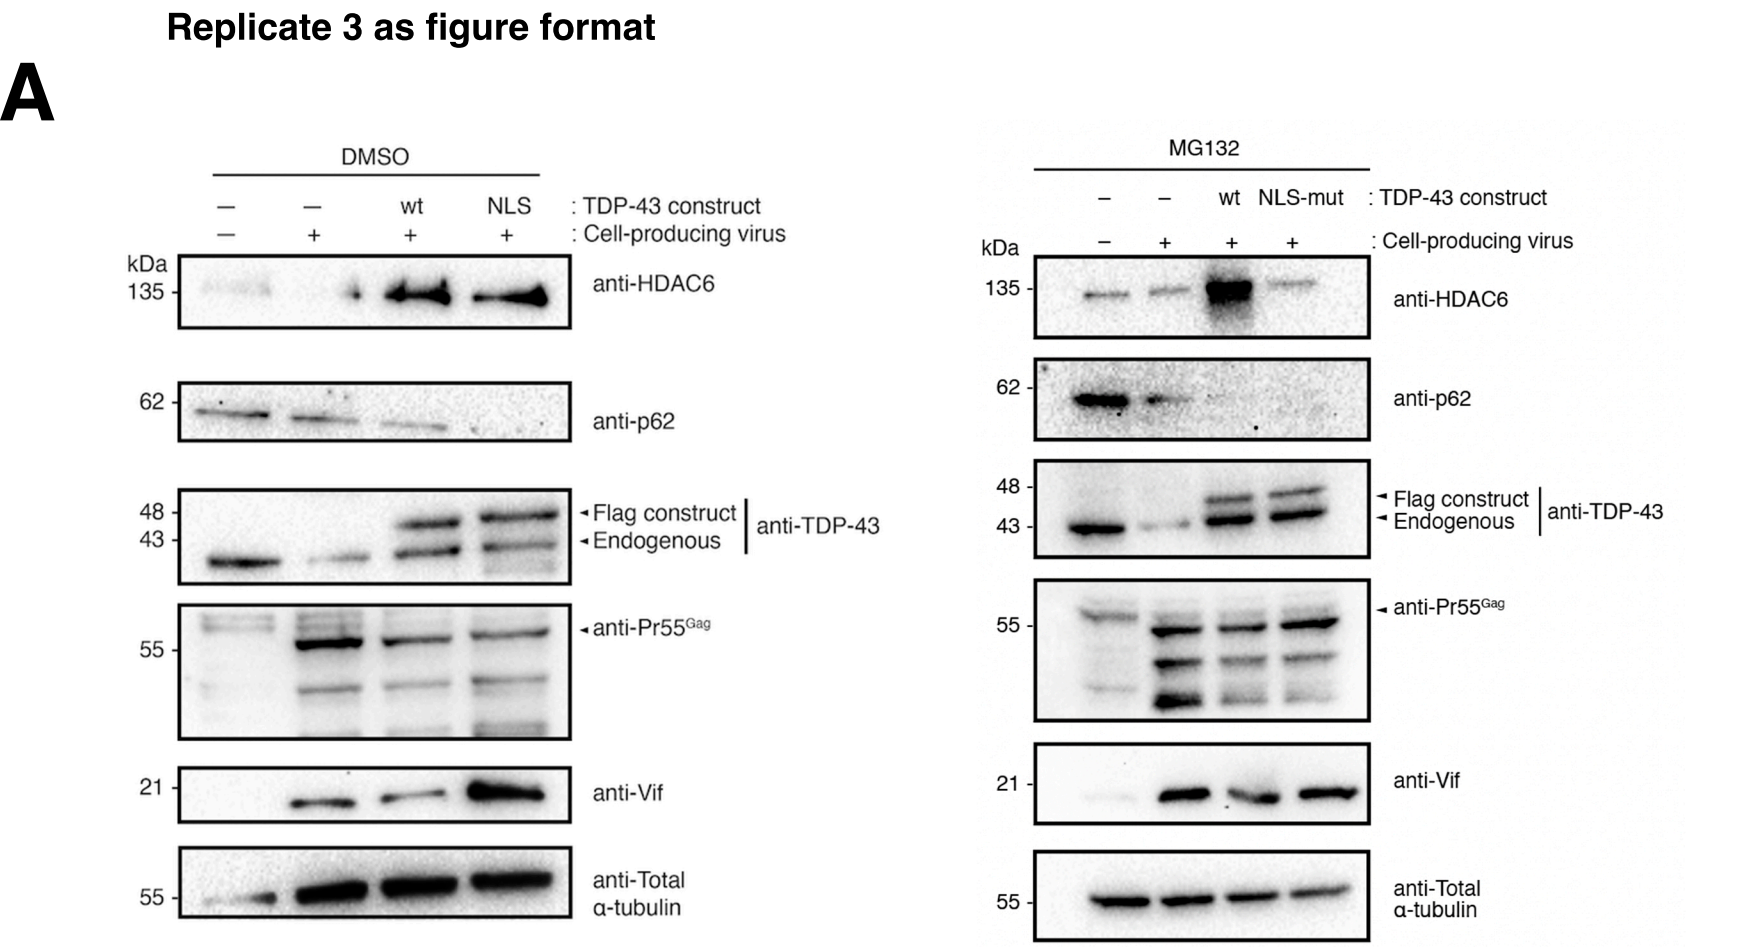 Replicate 3 as figure format
A
DMSO
— — wt NLS : TDP-43 construct
— + + + : Cell-producing virus
kDa
135 -
anti-HDAC6
62 -
anti-p62
48 -
43 -
◄ Flag construct
◄ Endogenous
anti-TDP-43
55 -
◄ anti-Pr55Gag
21 -
anti-Vif
55 -
anti-Total
α-tubulin
MG132
– – wt NLS-mut : TDP-43 construct
– + + + : Cell-producing virus
kDa
135 -
anti-HDAC6
62 -
anti-p62
48 -
43 -
◄ Flag construct
◄ Endogenous
anti-TDP-43
55 -
◄ anti-Pr55Gag
21 -
anti-Vif
55 -
anti-Total
α-tubulin